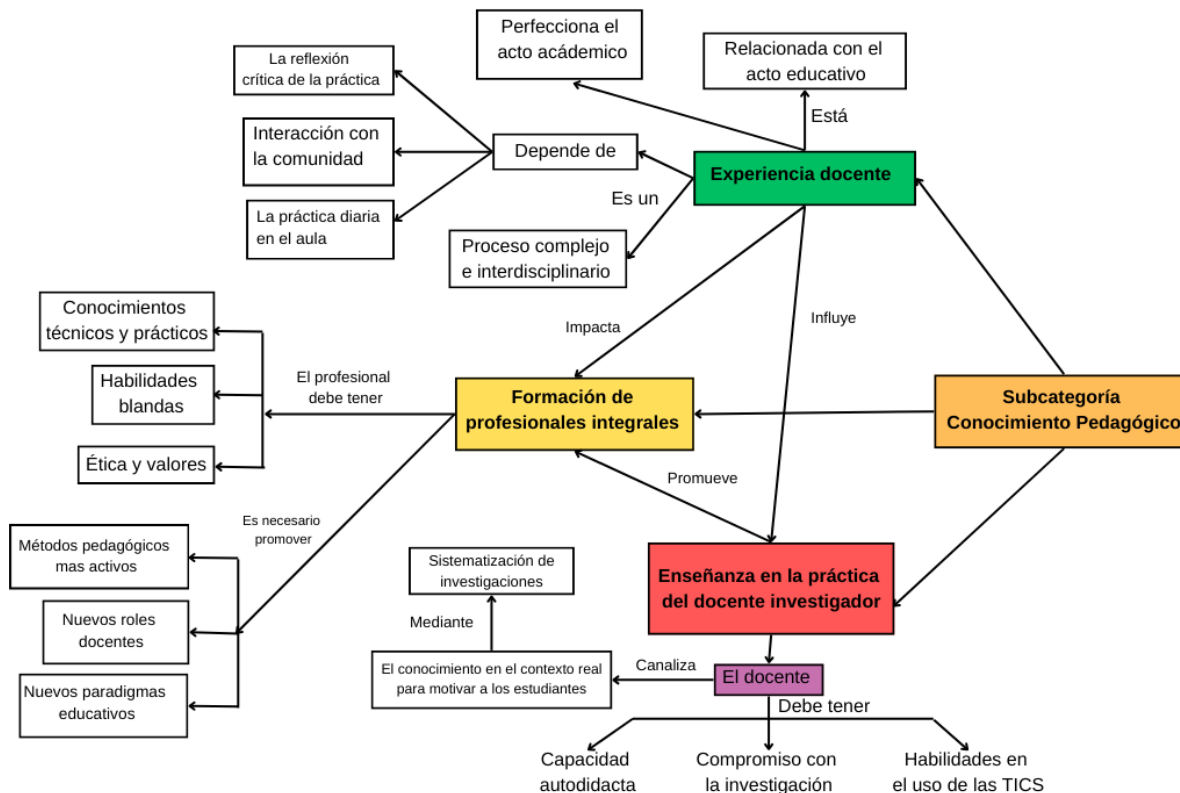 Perfecciona el
acto académico
Relacionada con el
acto educativo
Está
La reflexión
crítica de la práctica
Interacción con
la comunidad
La práctica diaria
en el aula
Depende de
Experiencia docente
Es un
Proceso complejo
e interdisciplinario
Impacta
Influye
Conocimientos
técnicos y prácticos
Habilidades
blandas
Ética y valores
El profesional
debe tener
Formación de
profesionales integrales
Subcategoría
Conocimiento Pedagógico
Promueve
Es necesario
promover
Métodos pedagógicos
mas activos
Nuevos roles
docentes
Nuevos paradigmas
educativos
Sistematización de
investigaciones
Mediante
El conocimiento en el contexto real
para motivar a los estudiantes
Canaliza
Enseñanza en la práctica
del docente investigador
El docente
Debe tener
Capacidad
autodidacta
Compromiso con
la investigación
Habilidades en
el uso de las TICS